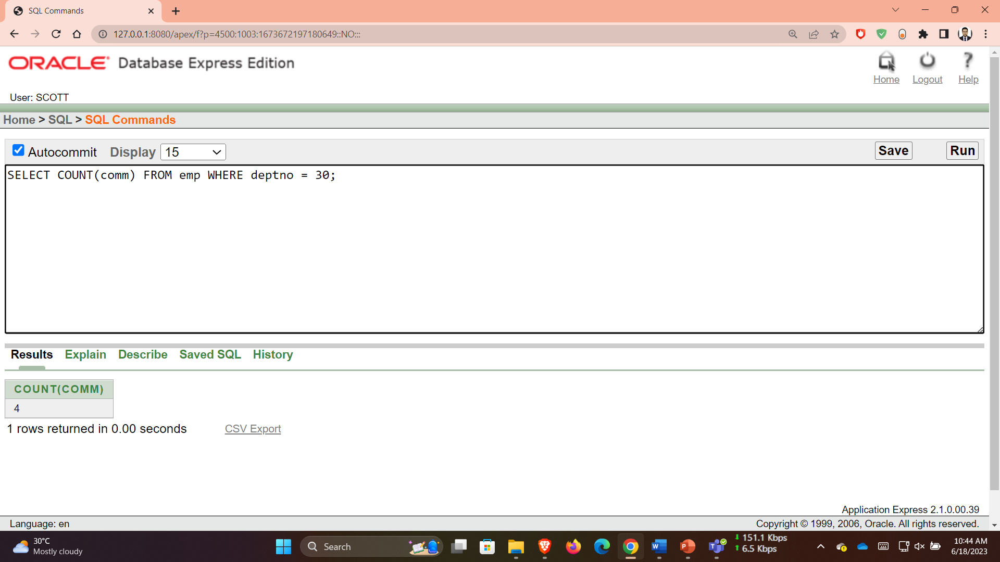 SQL Commands
127.0.0.1:8080/apex/f?p=4500:1003:1673672197180649::NO:::
ORACLE Database Express Edition
Home Logout Help
User: SCOTT
Home > SQL > SQL Commands
Autocommit Display 15 Save Run
SELECT COUNT(comm) FROM emp WHERE deptno = 30;
Results Explain Describe Saved SQL History
COUNT(COMM)
4
1 rows returned in 0.00 seconds CSV Export
Application Express 2.1.0.00.39
Language: en Copyright © 1999, 2006, Oracle. All rights reserved.
30°C
Mostly cloudy
Search
151.1 Kbps
6.5 Kbps
10:44 AM
6/18/2023